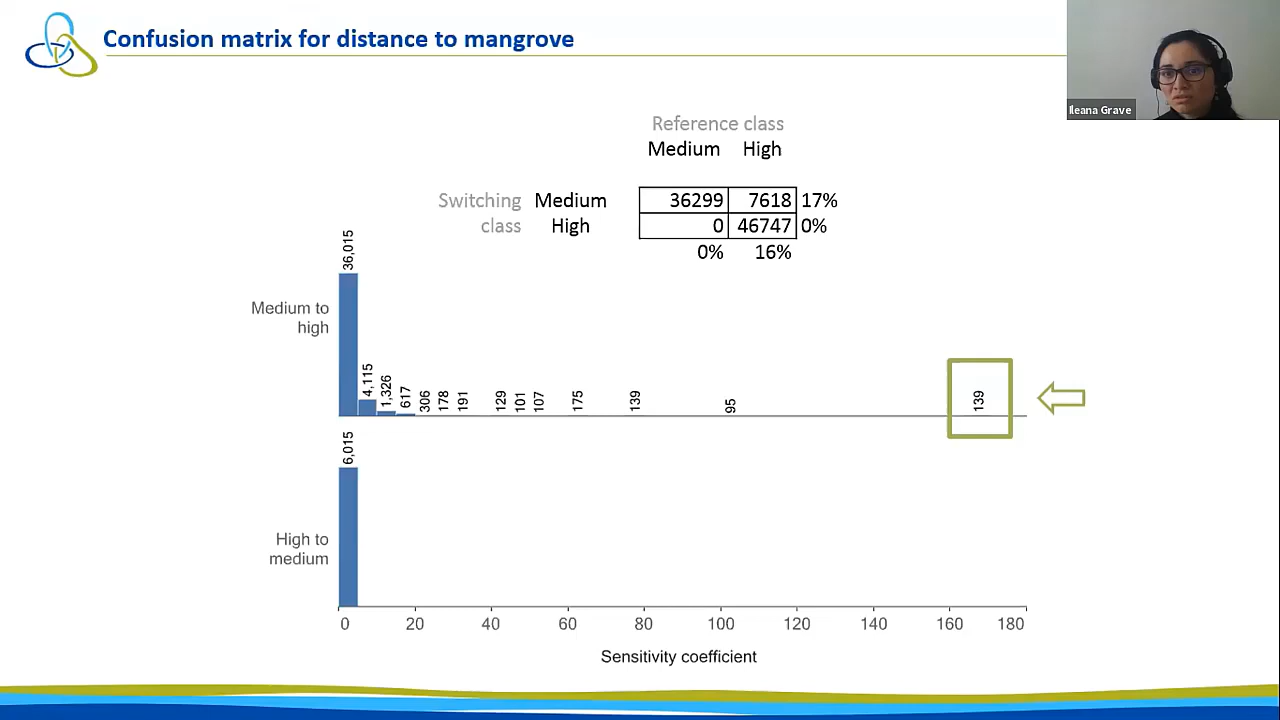 Confusion matrix for distance to mangrove
Ileana Grave
Reference class
Medium High
Switching class
Medium 36299 7618 17%
High 0 46747 0%
0% 16%
Medium to
high
36,015
4,115
1,326
617
306
178
191
129
101
107
175
139
95
139
High to
medium
6,015
0 20 40 60 80 100 120 140 160 180
Sensitivity coefficient